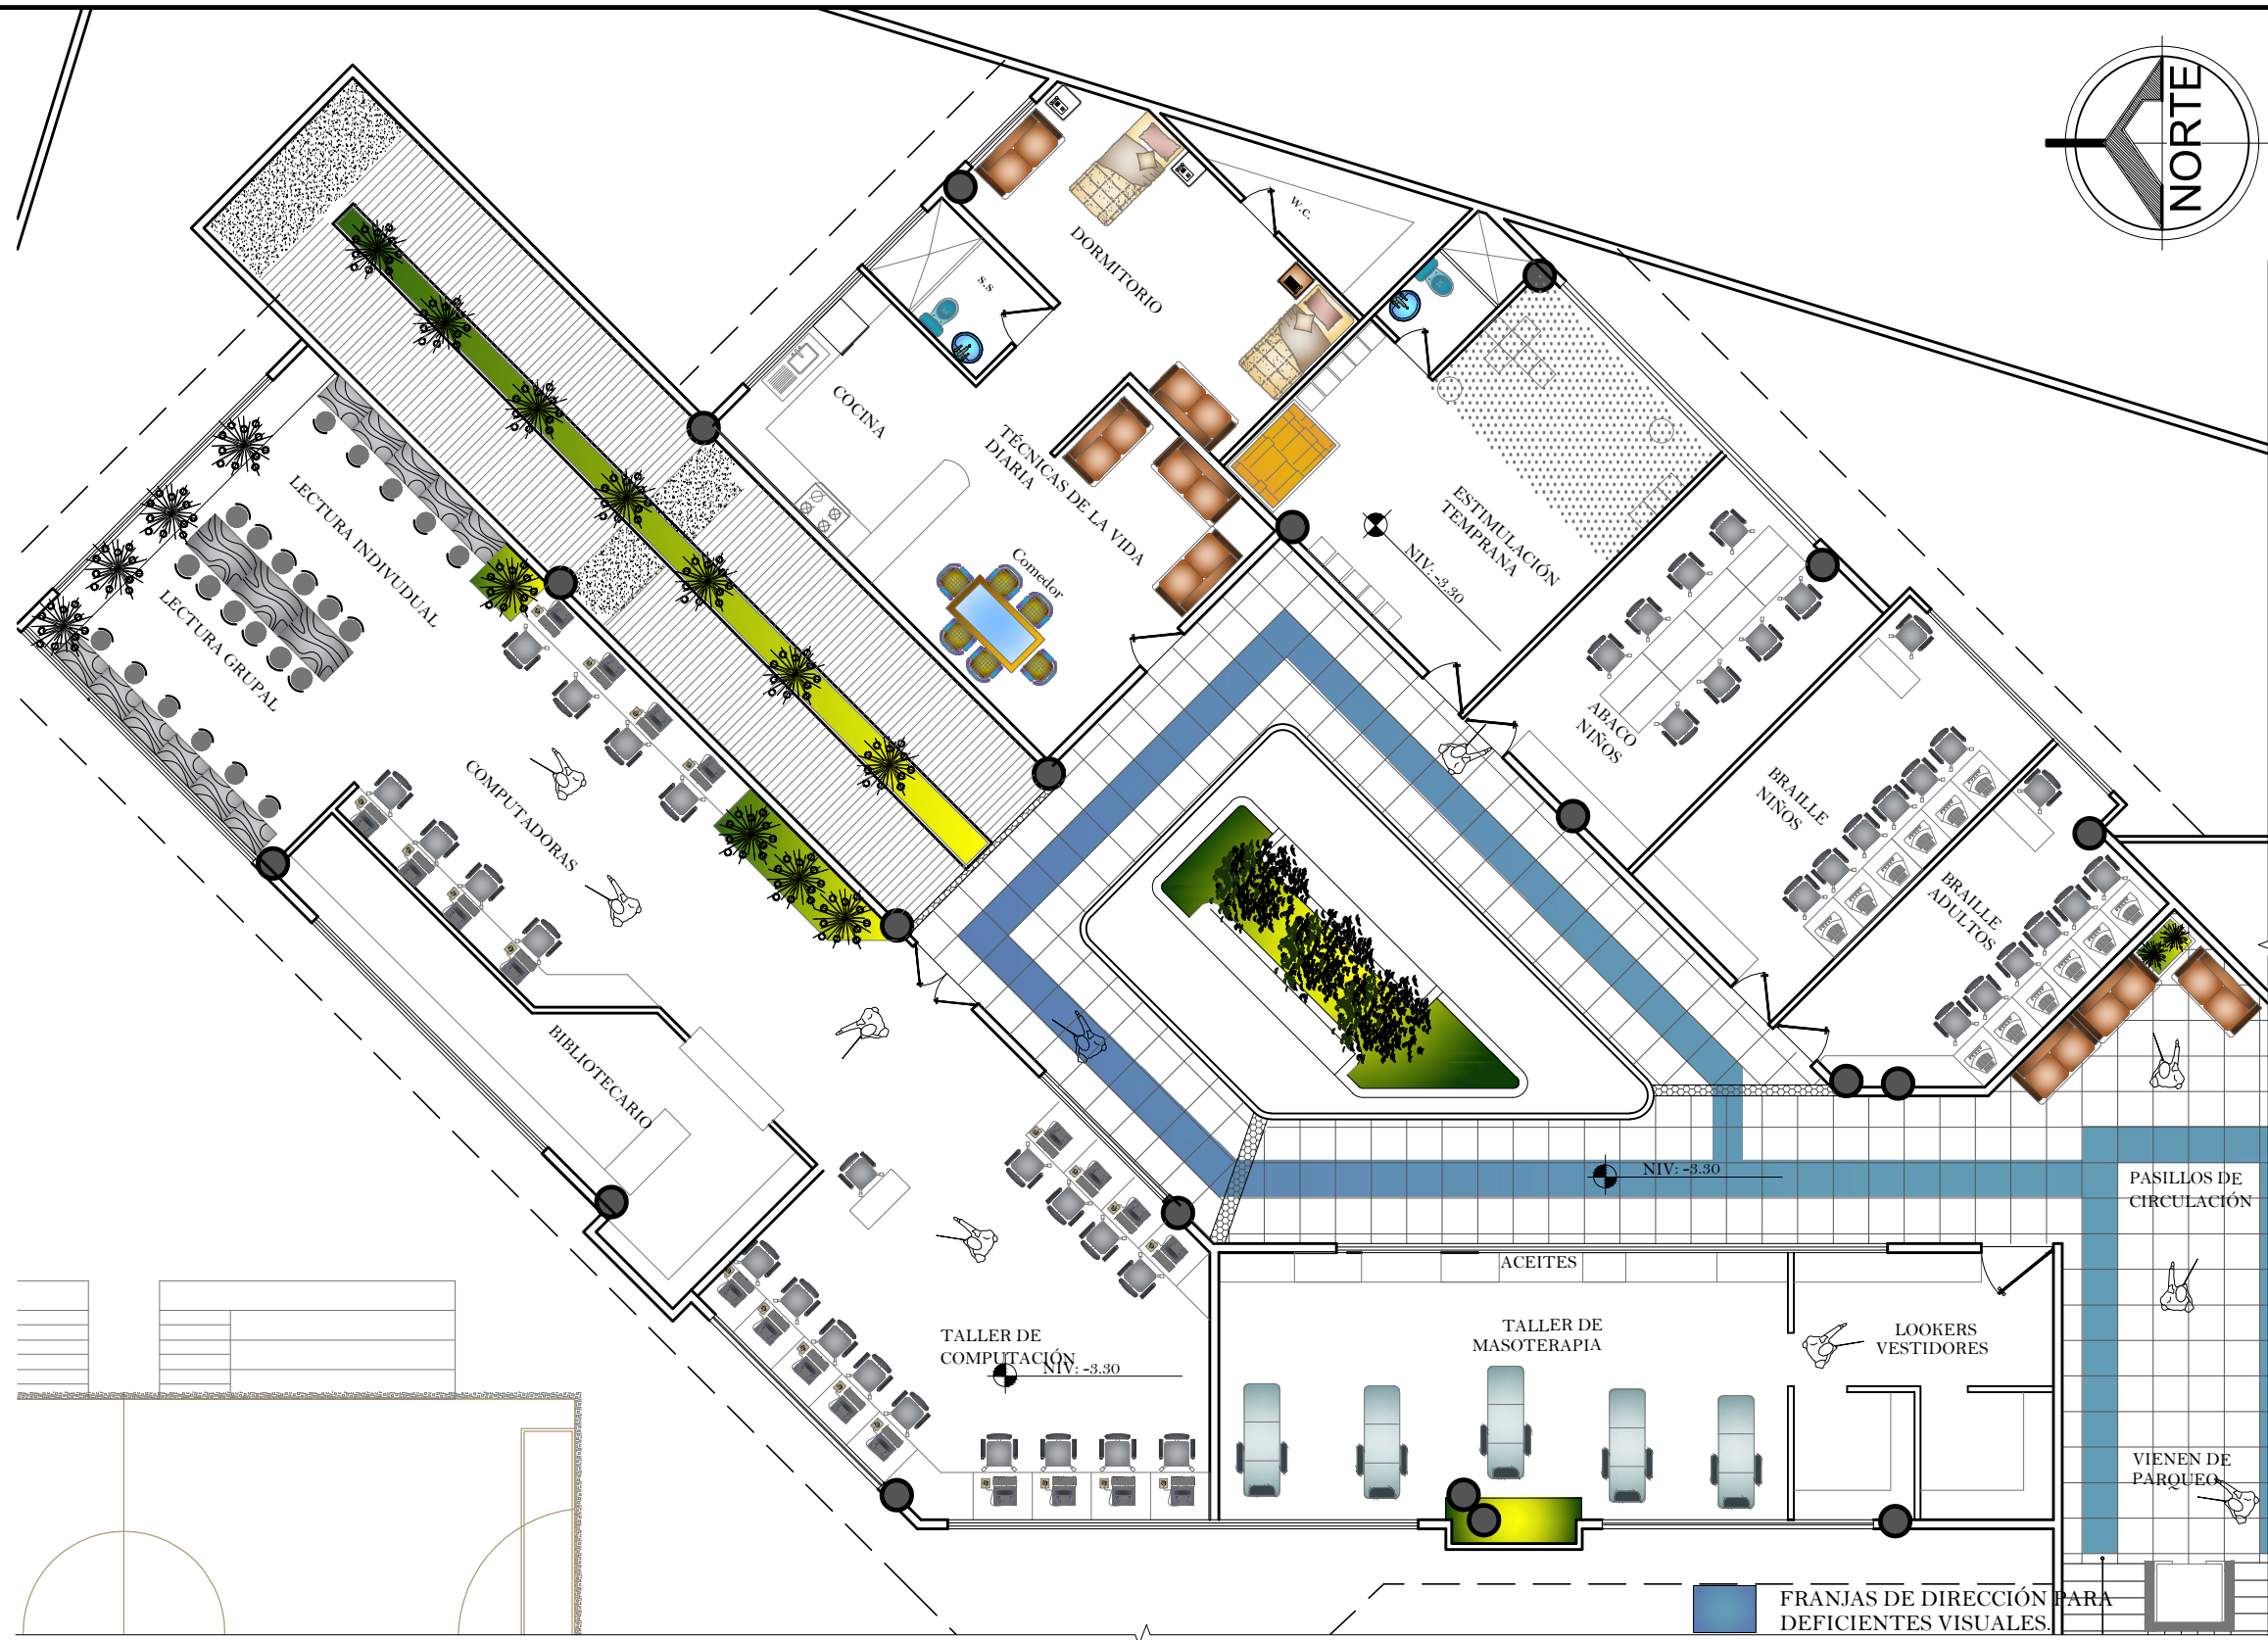 NORTE
w.c.
DORMITORIO
s.s
COCINA
TÉCNICAS DE LA VIDA
DIARIA
Comedor
ESTIMULACIÓN
TEMPRANA
NIV: -3.30
LECTURA INDIVUDUAL
LECTURA GRUPAL
COMPUTADORAS
ABACO
NIÑOS
BRAILLE
NIÑOS
BRAILLE
ADULTOS
BIBLIOTECARIO
NIV: -3.30
PASILLOS DE
CIRCULACIÓN
ACEITES
TALLER DE
MASOTERAPIA
LOOKERS
VESTIDORES
TALLER DE
COMPUTACIÓN
NIV: -3.30
VIENEN DE
PARQUEO
FRANJAS DE DIRECCIÓN PARA
DEFICIENTES VISUALES.